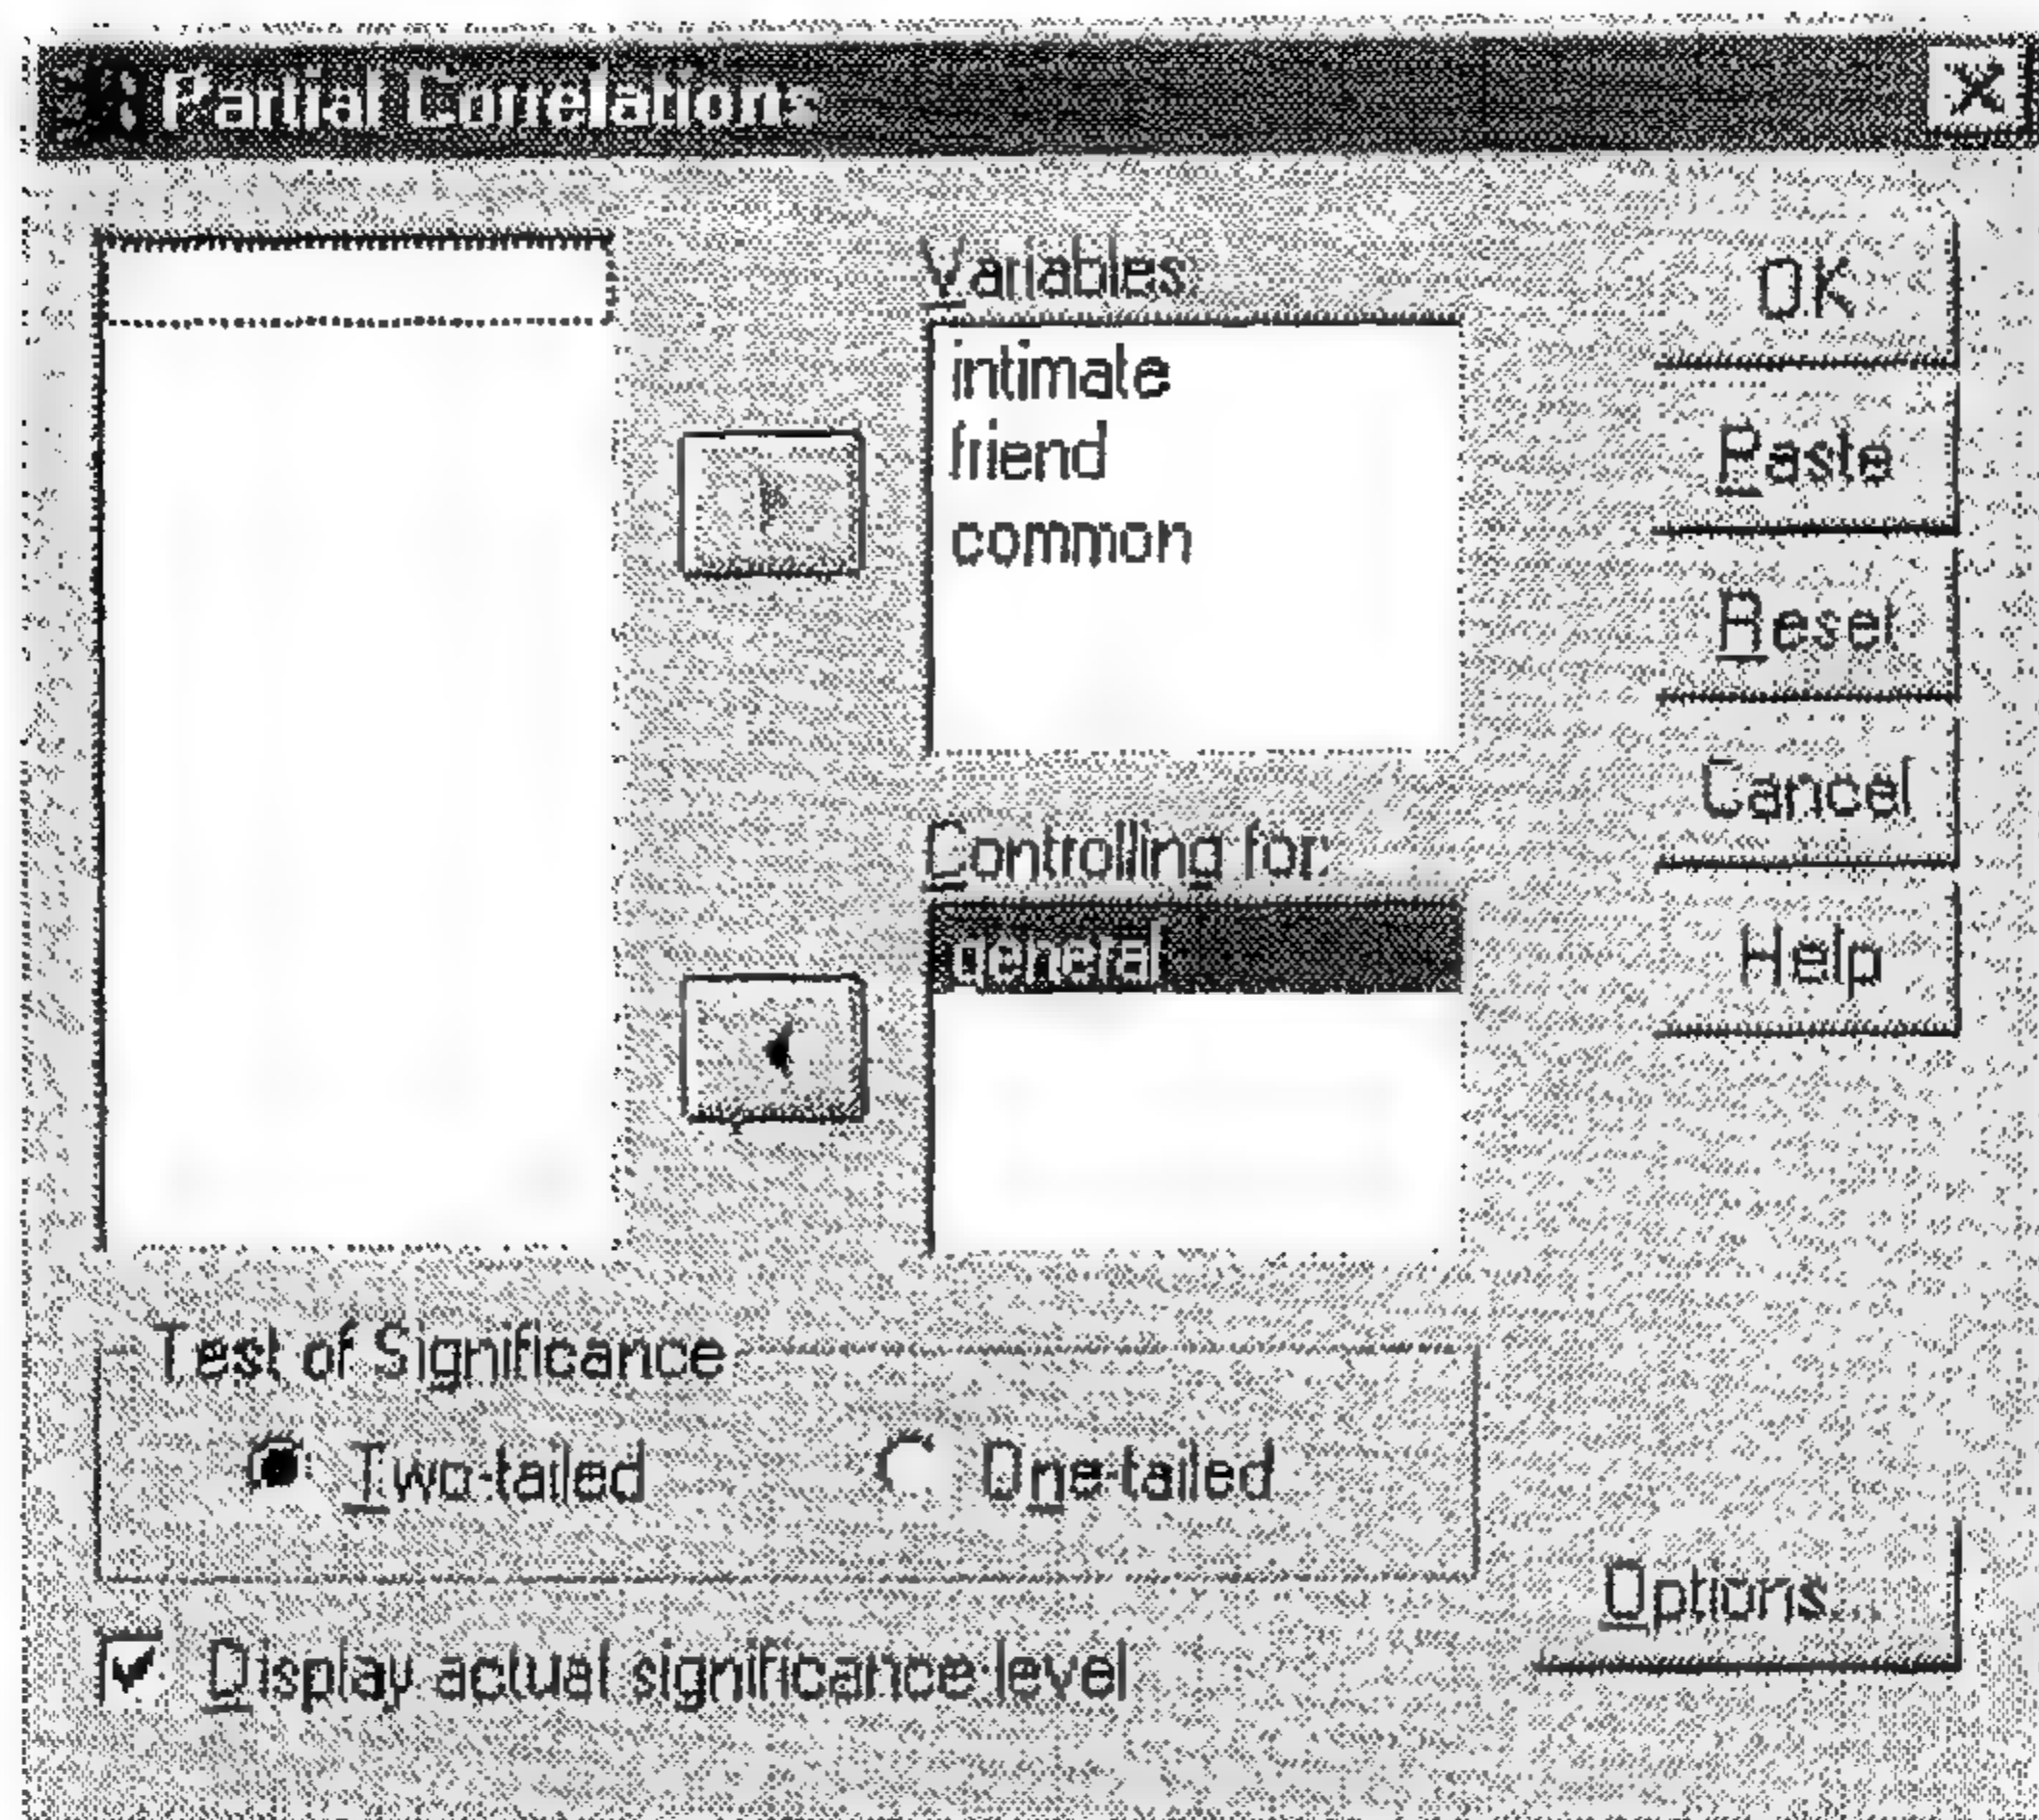 Partial Correlations
Variables:
intimate
friend
common
Controlling for:
general
OK
Paste
Reset
Cancel
Help
Test of Significance
Two-tailed
One-tailed
Display actual significance level
Options...